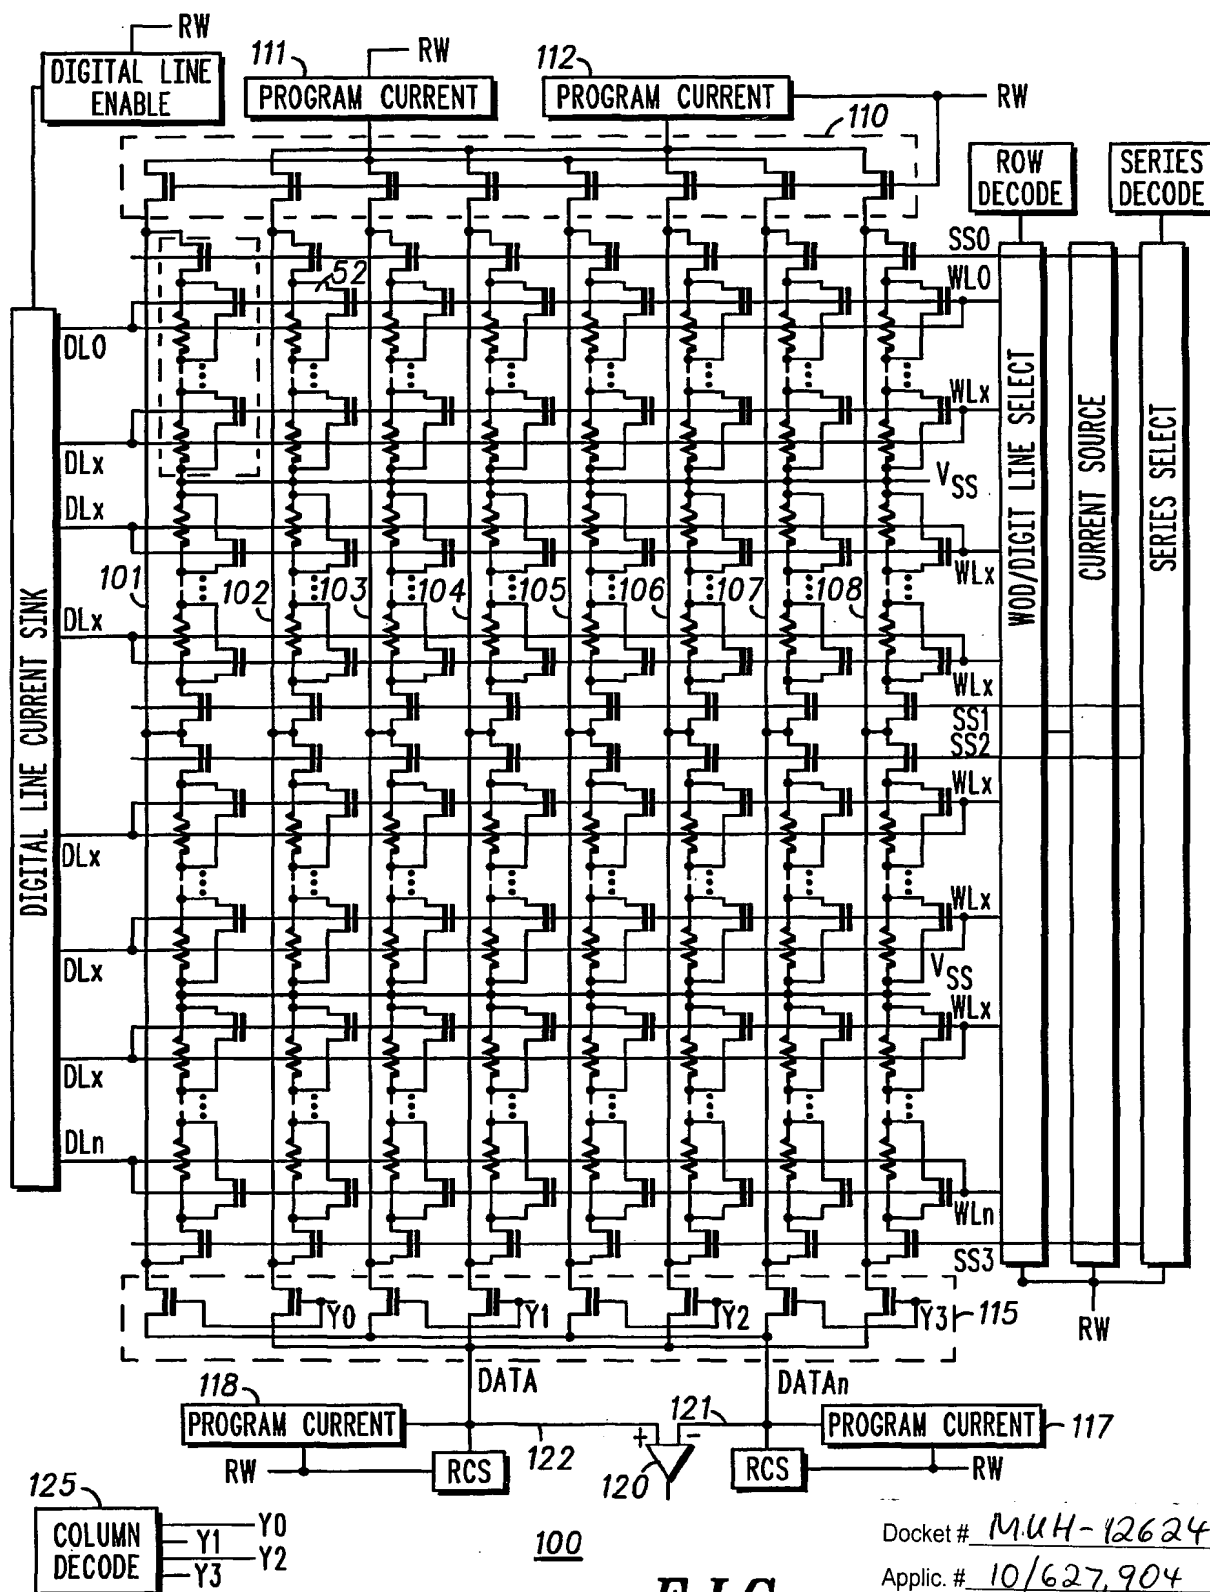 RW
DIGITAL LINE ENABLE
111
RW
PROGRAM CURRENT
112
PROGRAM CURRENT
RW
110
ROW DECODE
SERIES DECODE
SS0
WL0
52
DL0
WLx
DLx
VSS
DLx
WLx
101
102
103
104
105
106
107
108
DLx
WLx
SS1
SS2
WLx
DLx
WLx
DLx
VSS
WLx
DLx
DLn
WLn
SS3
DIGITAL LINE CURRENT SINK
WOD/DIGIT LINE SELECT
CURRENT SOURCE
SERIES SELECT
RW
Y0
Y1
Y2
Y3
115
DATA
DATAn
118
PROGRAM CURRENT
122
121
+
-
120
PROGRAM CURRENT
117
RW
RCS
RCS
RW
125
COLUMN DECODE
Y0
Y1
Y2
Y3
100
Docket # MUH-12624
Applic. # 10/627,904